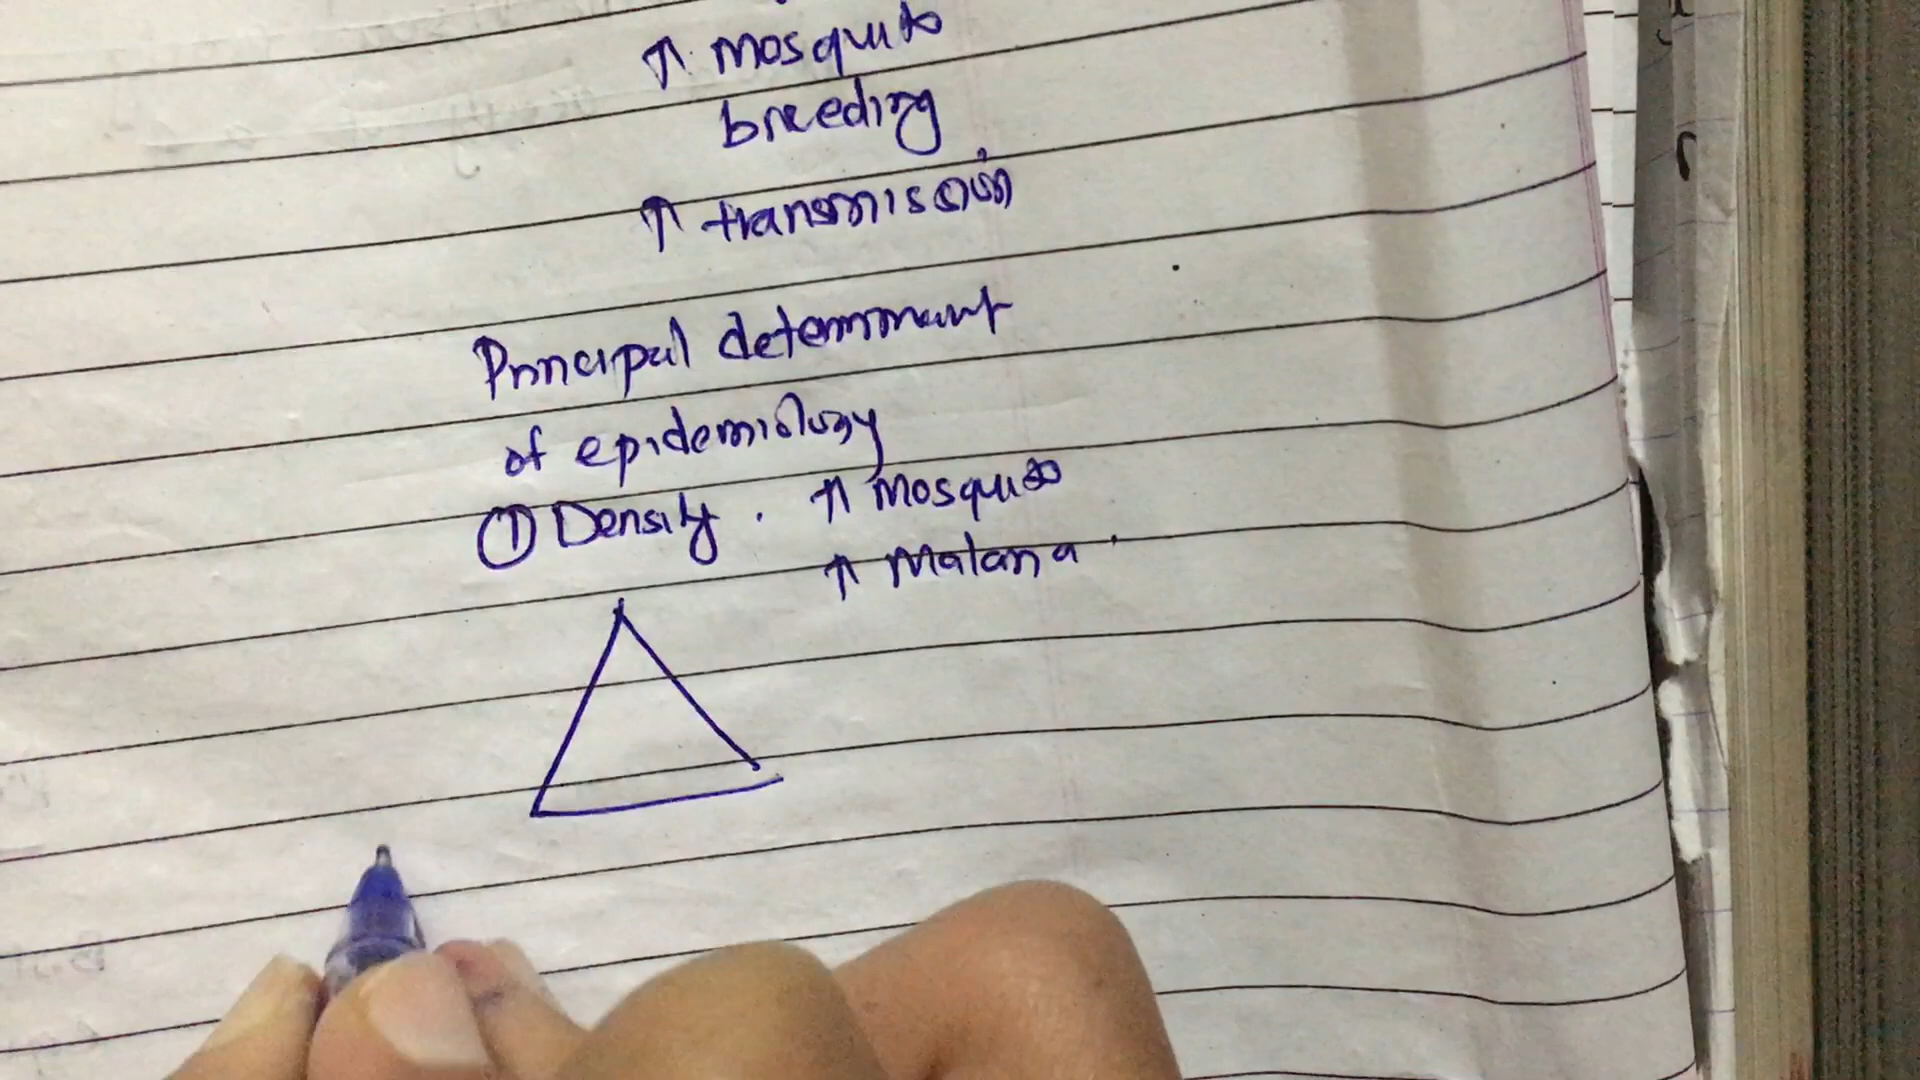 ↑ Mosquito
breeding
↑ transmission
Principal determinant
of epidemiology
① Density. ↑ Mosquito
↑ Malaria